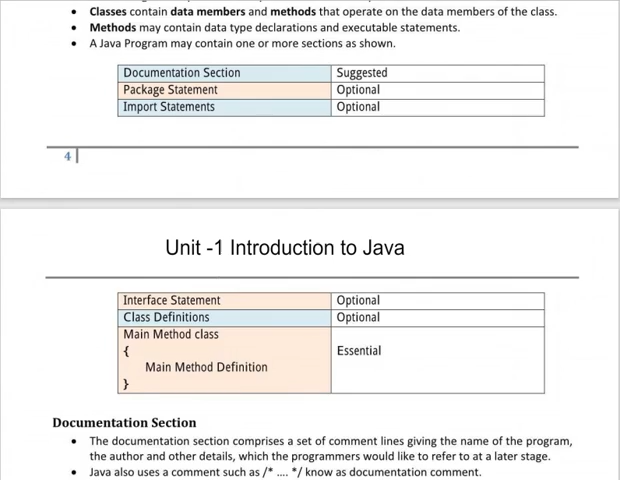 • Classes contain data members and methods that operate on the data members of the class.
• Methods may contain data type declarations and executable statements.
• A Java Program may contain one or more sections as shown.
Documentation Section Suggested
Package Statement Optional
Import Statements Optional
4
Unit -1 Introduction to Java
Interface Statement Optional
Class Definitions Optional
Main Method class
{ Essential
Main Method Definition
}
Documentation Section
• The documentation section comprises a set of comment lines giving the name of the program,
the author and other details, which the programmers would like to refer to at a later stage.
• Java also uses a comment such as /* .... */ know as documentation comment.